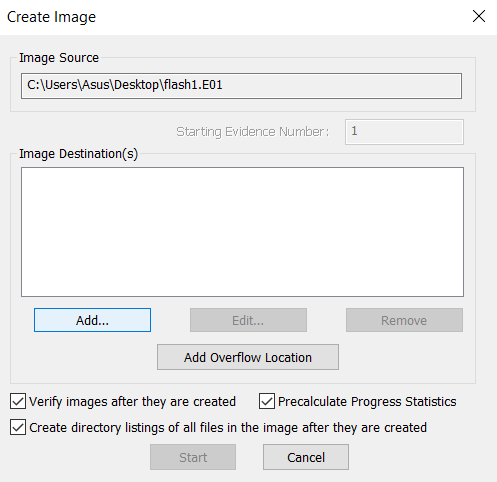 Create Image
Image Source
C:\Users\Asus\Desktop\flash1.E01
Starting Evidence Number: 1
Image Destination(s)
Add... Edit... Remove
Add Overflow Location
Verify images after they are created Precalculate Progress Statistics
Create directory listings of all files in the image after they are created
Start Cancel